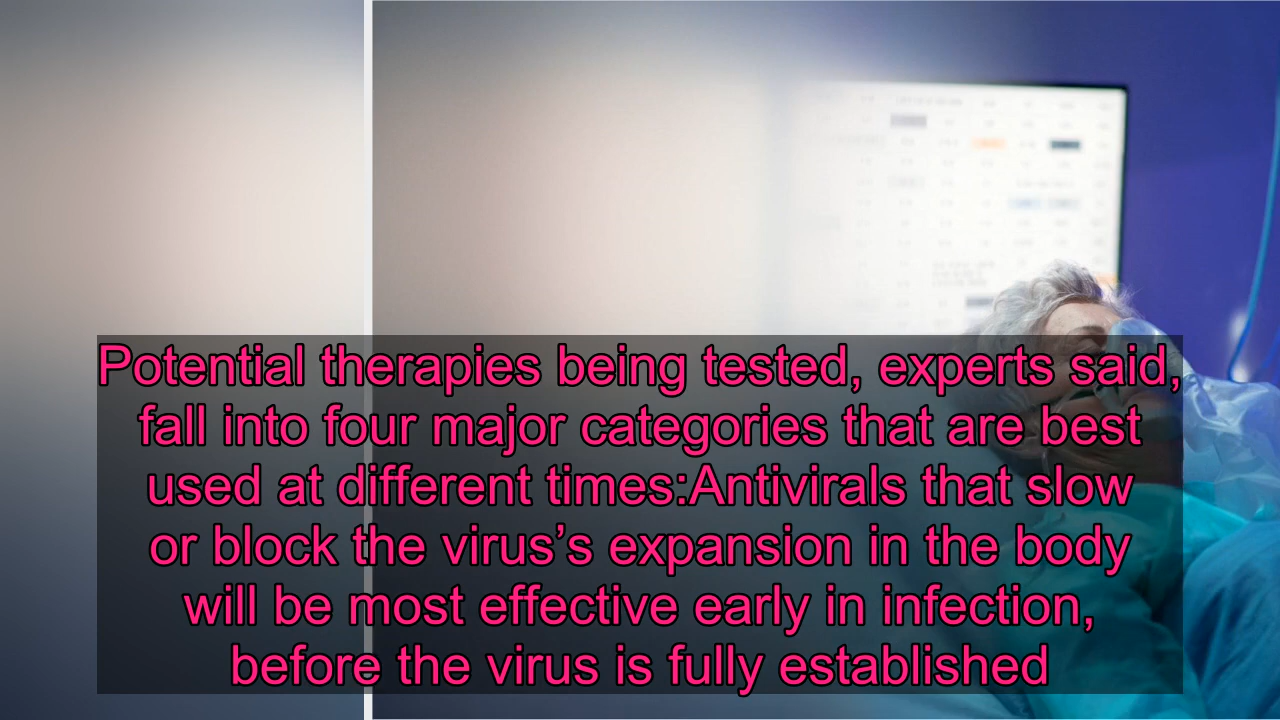 Potential therapies being tested, experts said,
fall into four major categories that are best
used at different times:Antivirals that slow
or block the virus’s expansion in the body
will be most effective early in infection,
before the virus is fully established